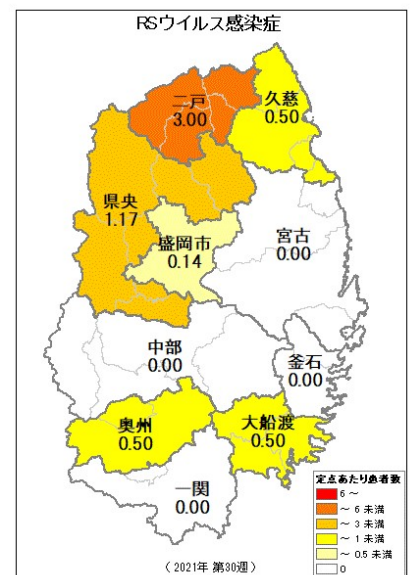 RSウイルス感染症
二戸
3.00
久慈
0.50
県央
1.17
盛岡市
0.14
宮古
0.00
中部
0.00
釜石
0.00
奥州
0.50
大船渡
0.50
一関
0.00
定点あたり患者数
6 ～
～ 6 未満
～ 3 未満
～ 1 未満
～ 0.5 未満
0
（ 2021年 第30週 ）